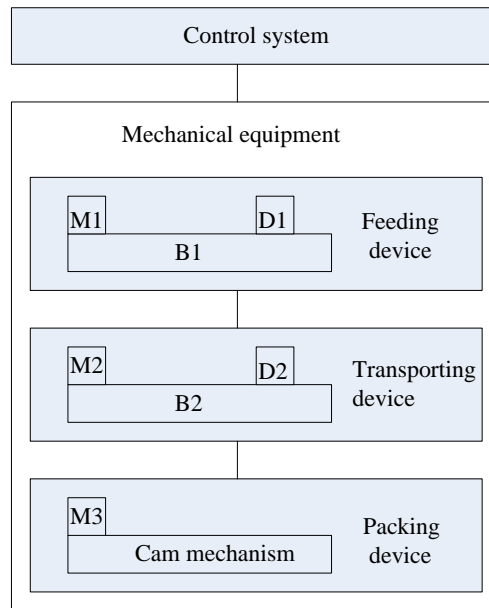 Control system
Mechanical equipment
M1
D1
B1
Feeding
device
M2
D2
B2
Transporting
device
M3
Cam mechanism
Packing
device